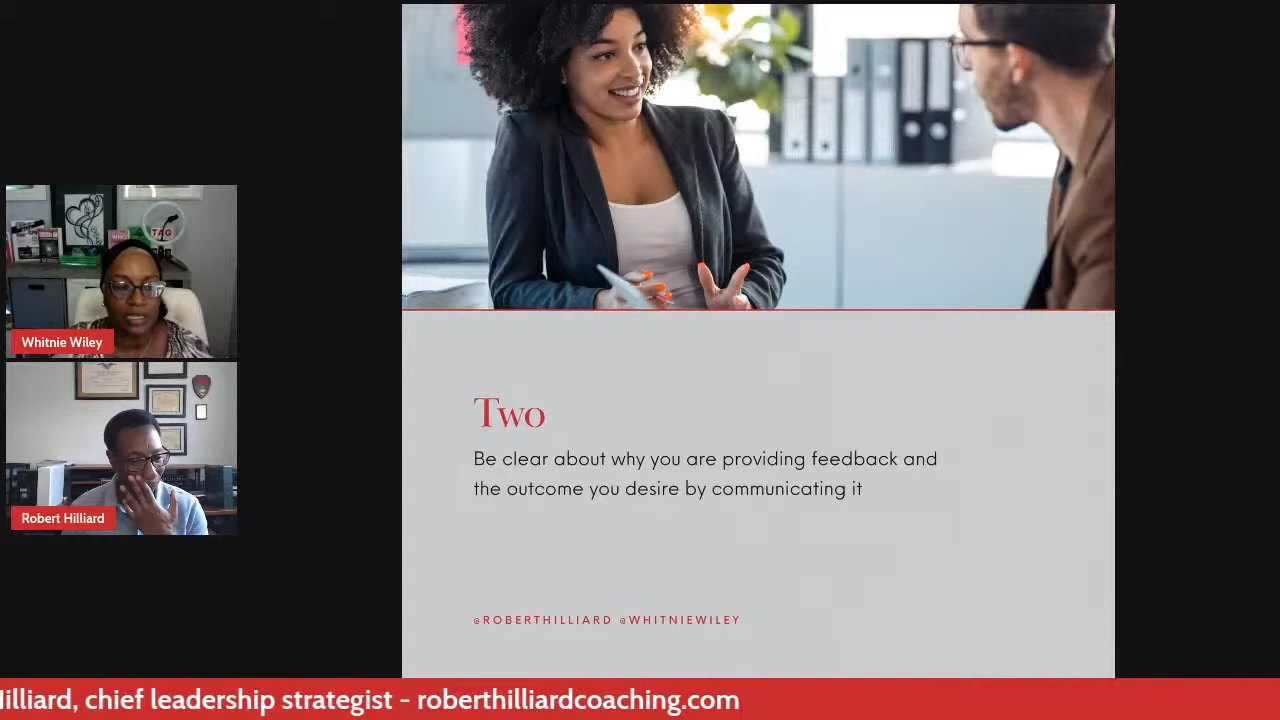 TAG
Whitnie Wiley
Robert Hilliard
Two
Be clear about why you are providing feedback and
the outcome you desire by communicating it
@ROBERTHILLIARD @WHITNIEWILEY
illiard, chief leadership strategist - roberthilliardcoaching.com